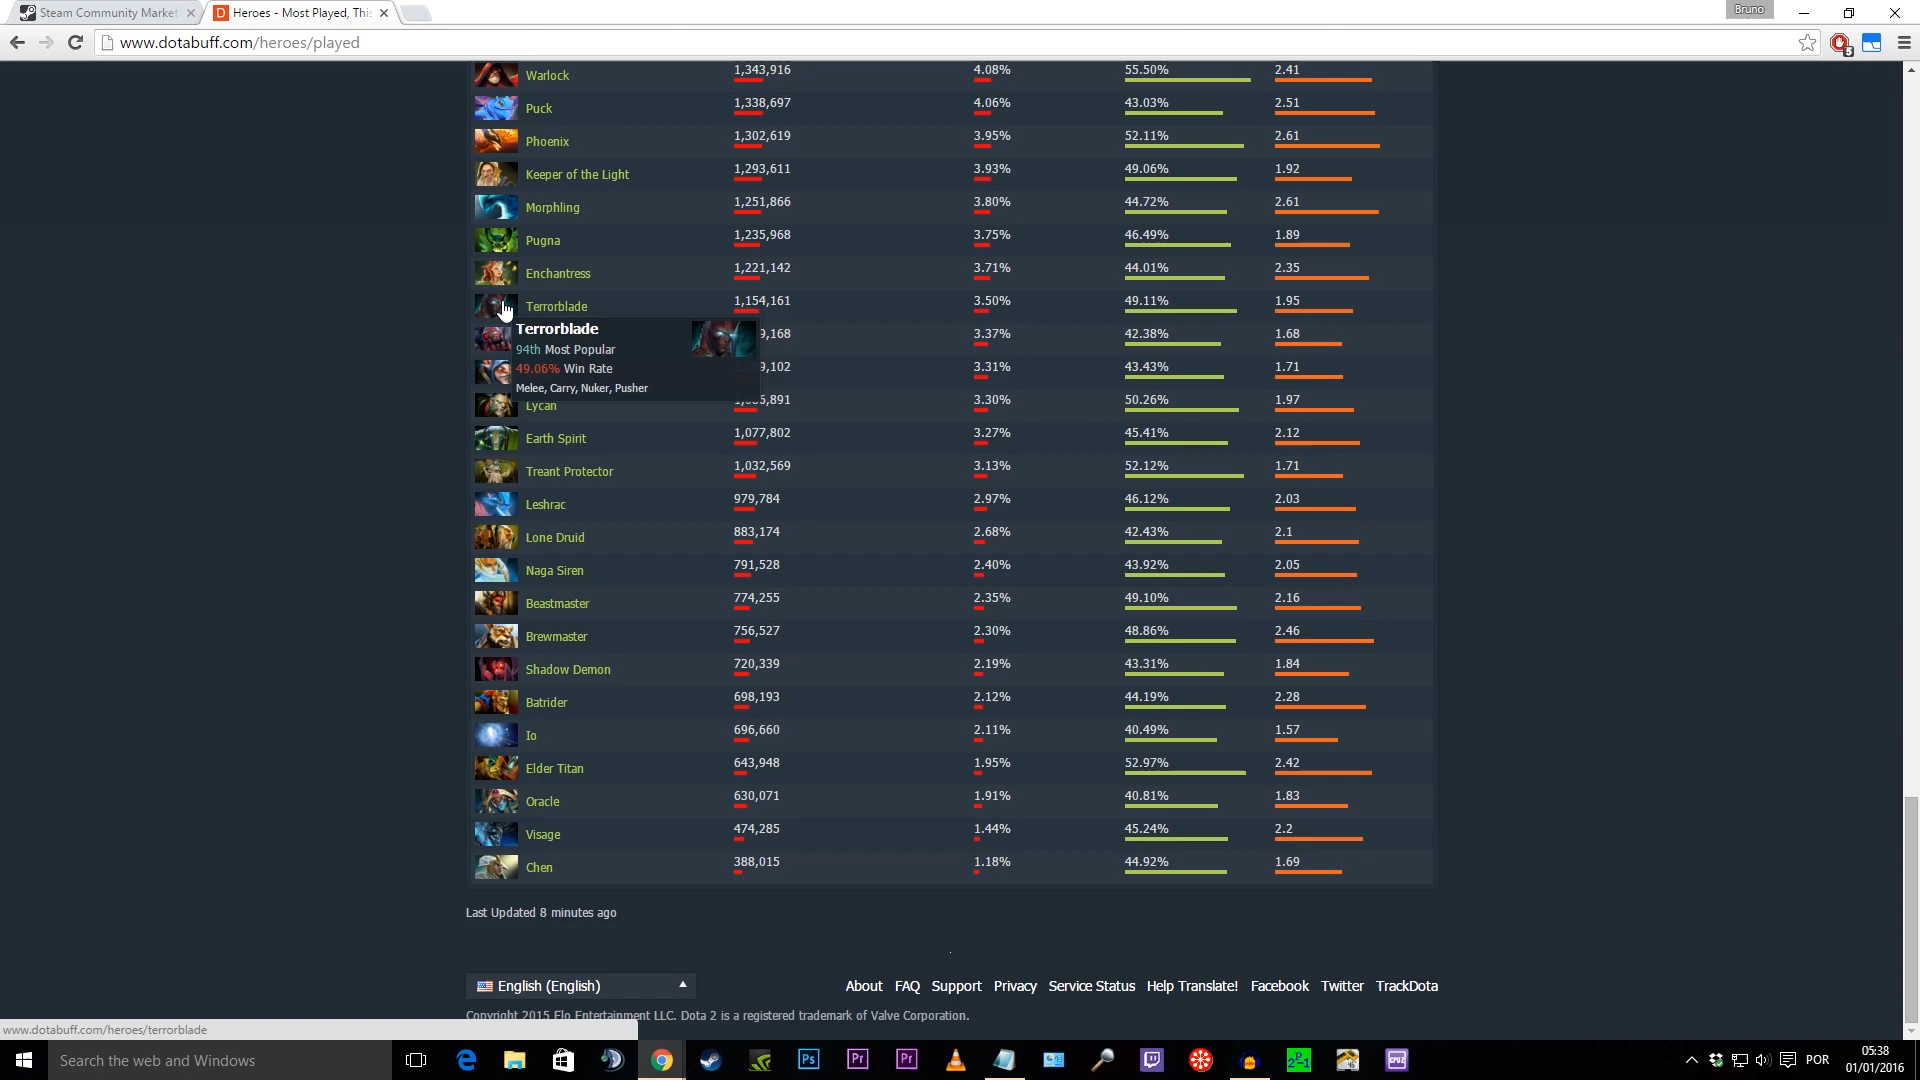 Steam Community Market
Heroes - Most Played, This
Bruno
www.dotabuff.com/heroes/played
5
Warlock 1,343,916 4.08% 55.50% 2.41
Puck 1,338,697 4.06% 43.03% 2.51
Phoenix 1,302,619 3.95% 52.11% 2.61
Keeper of the Light 1,293,611 3.93% 49.06% 1.92
Morphling 1,251,866 3.80% 44.72% 2.61
Pugna 1,235,968 3.75% 46.49% 1.89
Enchantress 1,221,142 3.71% 44.01% 2.35
Terrorblade 1,154,161 3.50% 49.11% 1.95
Terrorblade
94th Most Popular
49.06% Win Rate
Melee, Carry, Nuker, Pusher
9,168 3.37% 42.38% 1.68
9,102 3.31% 43.43% 1.71
Lycan 6,891 3.30% 50.26% 1.97
Earth Spirit 1,077,802 3.27% 45.41% 2.12
Treant Protector 1,032,569 3.13% 52.12% 1.71
Leshrac 979,784 2.97% 46.12% 2.03
Lone Druid 883,174 2.68% 42.43% 2.1
Naga Siren 791,528 2.40% 43.92% 2.05
Beastmaster 774,255 2.35% 49.10% 2.16
Brewmaster 756,527 2.30% 48.86% 2.46
Shadow Demon 720,339 2.19% 43.31% 1.84
Batrider 698,193 2.12% 44.19% 2.28
Io 696,660 2.11% 40.49% 1.57
Elder Titan 643,948 1.95% 52.97% 2.42
Oracle 630,071 1.91% 40.81% 1.83
Visage 474,285 1.44% 45.24% 2.2
Chen 388,015 1.18% 44.92% 1.69
Last Updated 8 minutes ago
English (English)
About FAQ Support Privacy Service Status Help Translate! Facebook Twitter TrackDota
Copyright 2015 Elo Entertainment LLC. Dota 2 is a registered trademark of Valve Corporation.
www.dotabuff.com/heroes/terrorblade
Search the web and Windows
Ps
Pr
Pr
CPUZ
POR
05:38
01/01/2016